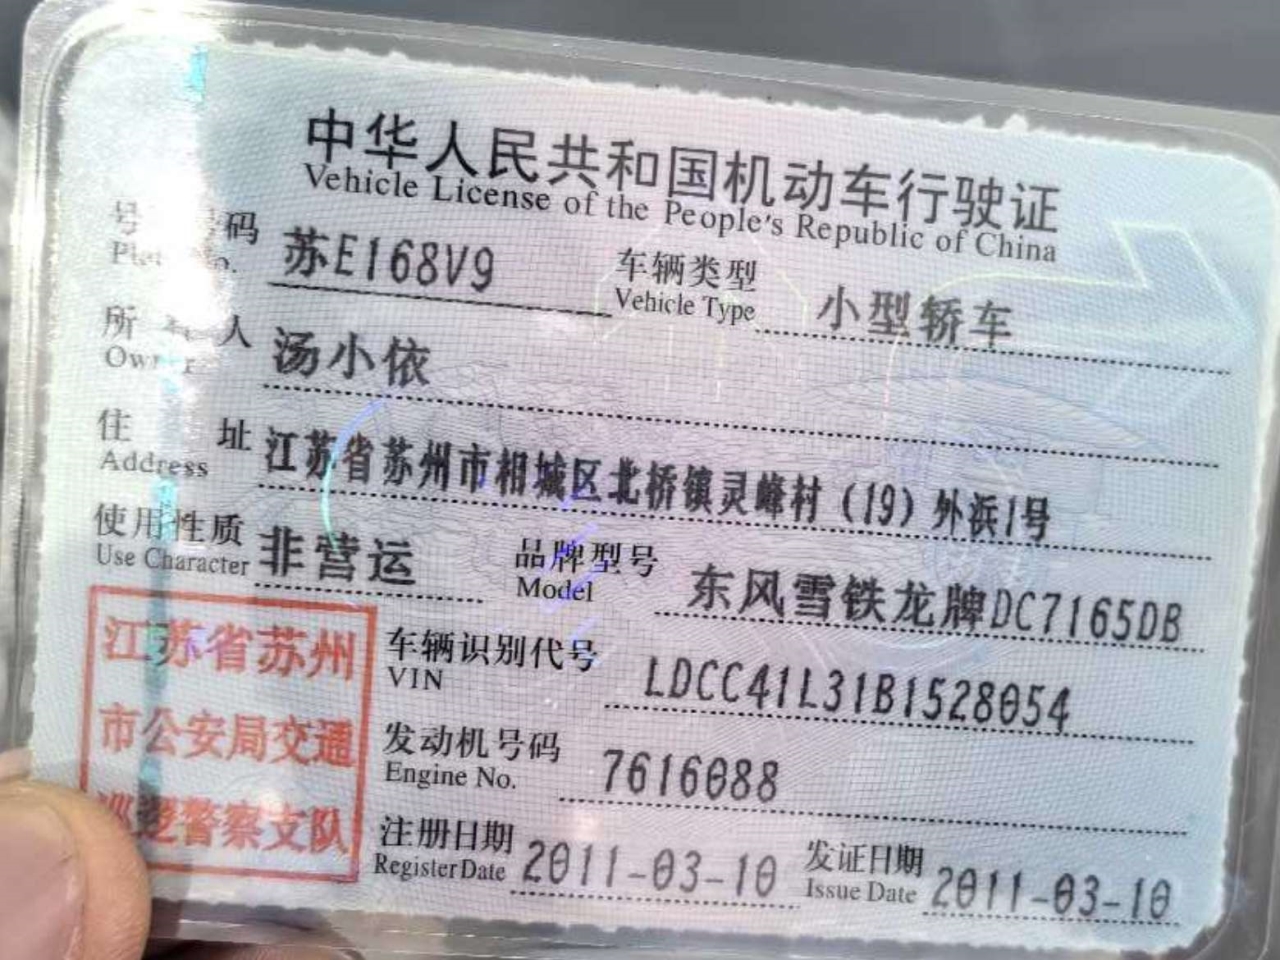 中华人民共和国机动车行驶证
Vehicle License of the People's Republic of China
号 号码 苏E168V9 车辆类型 小型轿车
No. Vehicle Type
所有人 汤小依
Owner
住址 江苏省苏州市相城区北桥镇灵峰村（19）外浜1号
Address
使用性质 非营运 品牌型号 东风雪铁龙牌DC7165DB
Use Character Model
江苏省苏州
市公安局交通
巡逻警察支队
车辆识别代号 LDCC41L31B1528054
VIN
发动机号码 7616088
Engine No.
注册日期 2011-03-10 发证日期 2011-03-10
Register Date Issue Date